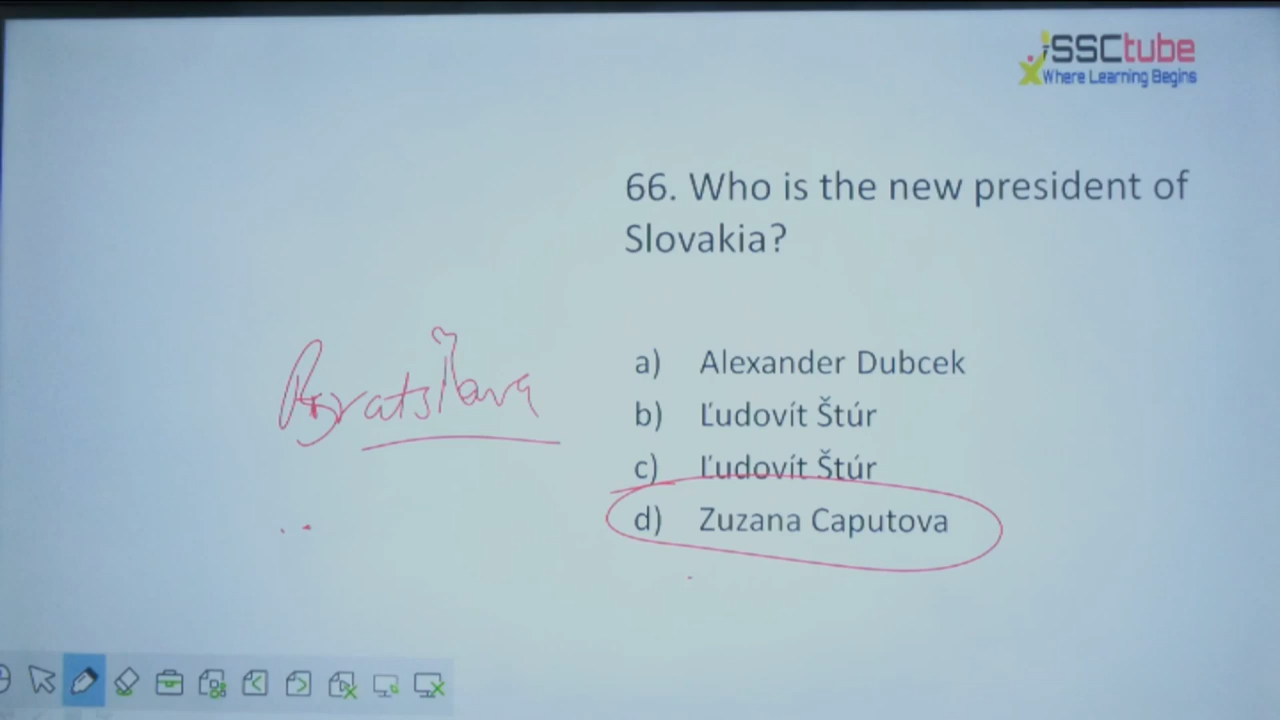 SSCtube
Where Learning Begins
66. Who is the new president of
Slovakia?
a) Alexander Dubcek
b) Ľudovít Štúr
c) Ľudovít Štúr
d) Zuzana Caputova
Bratislava